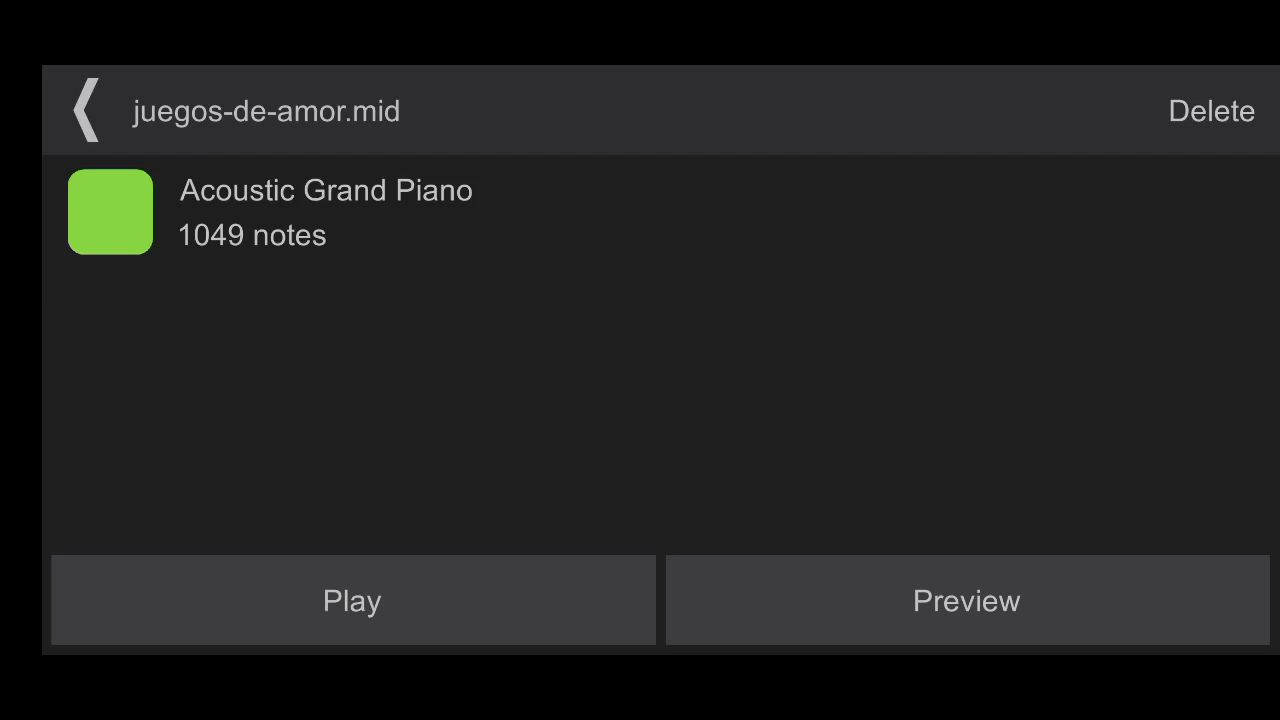 juegos-de-amor.mid
Delete
Acoustic Grand Piano
1049 notes
Play
Preview